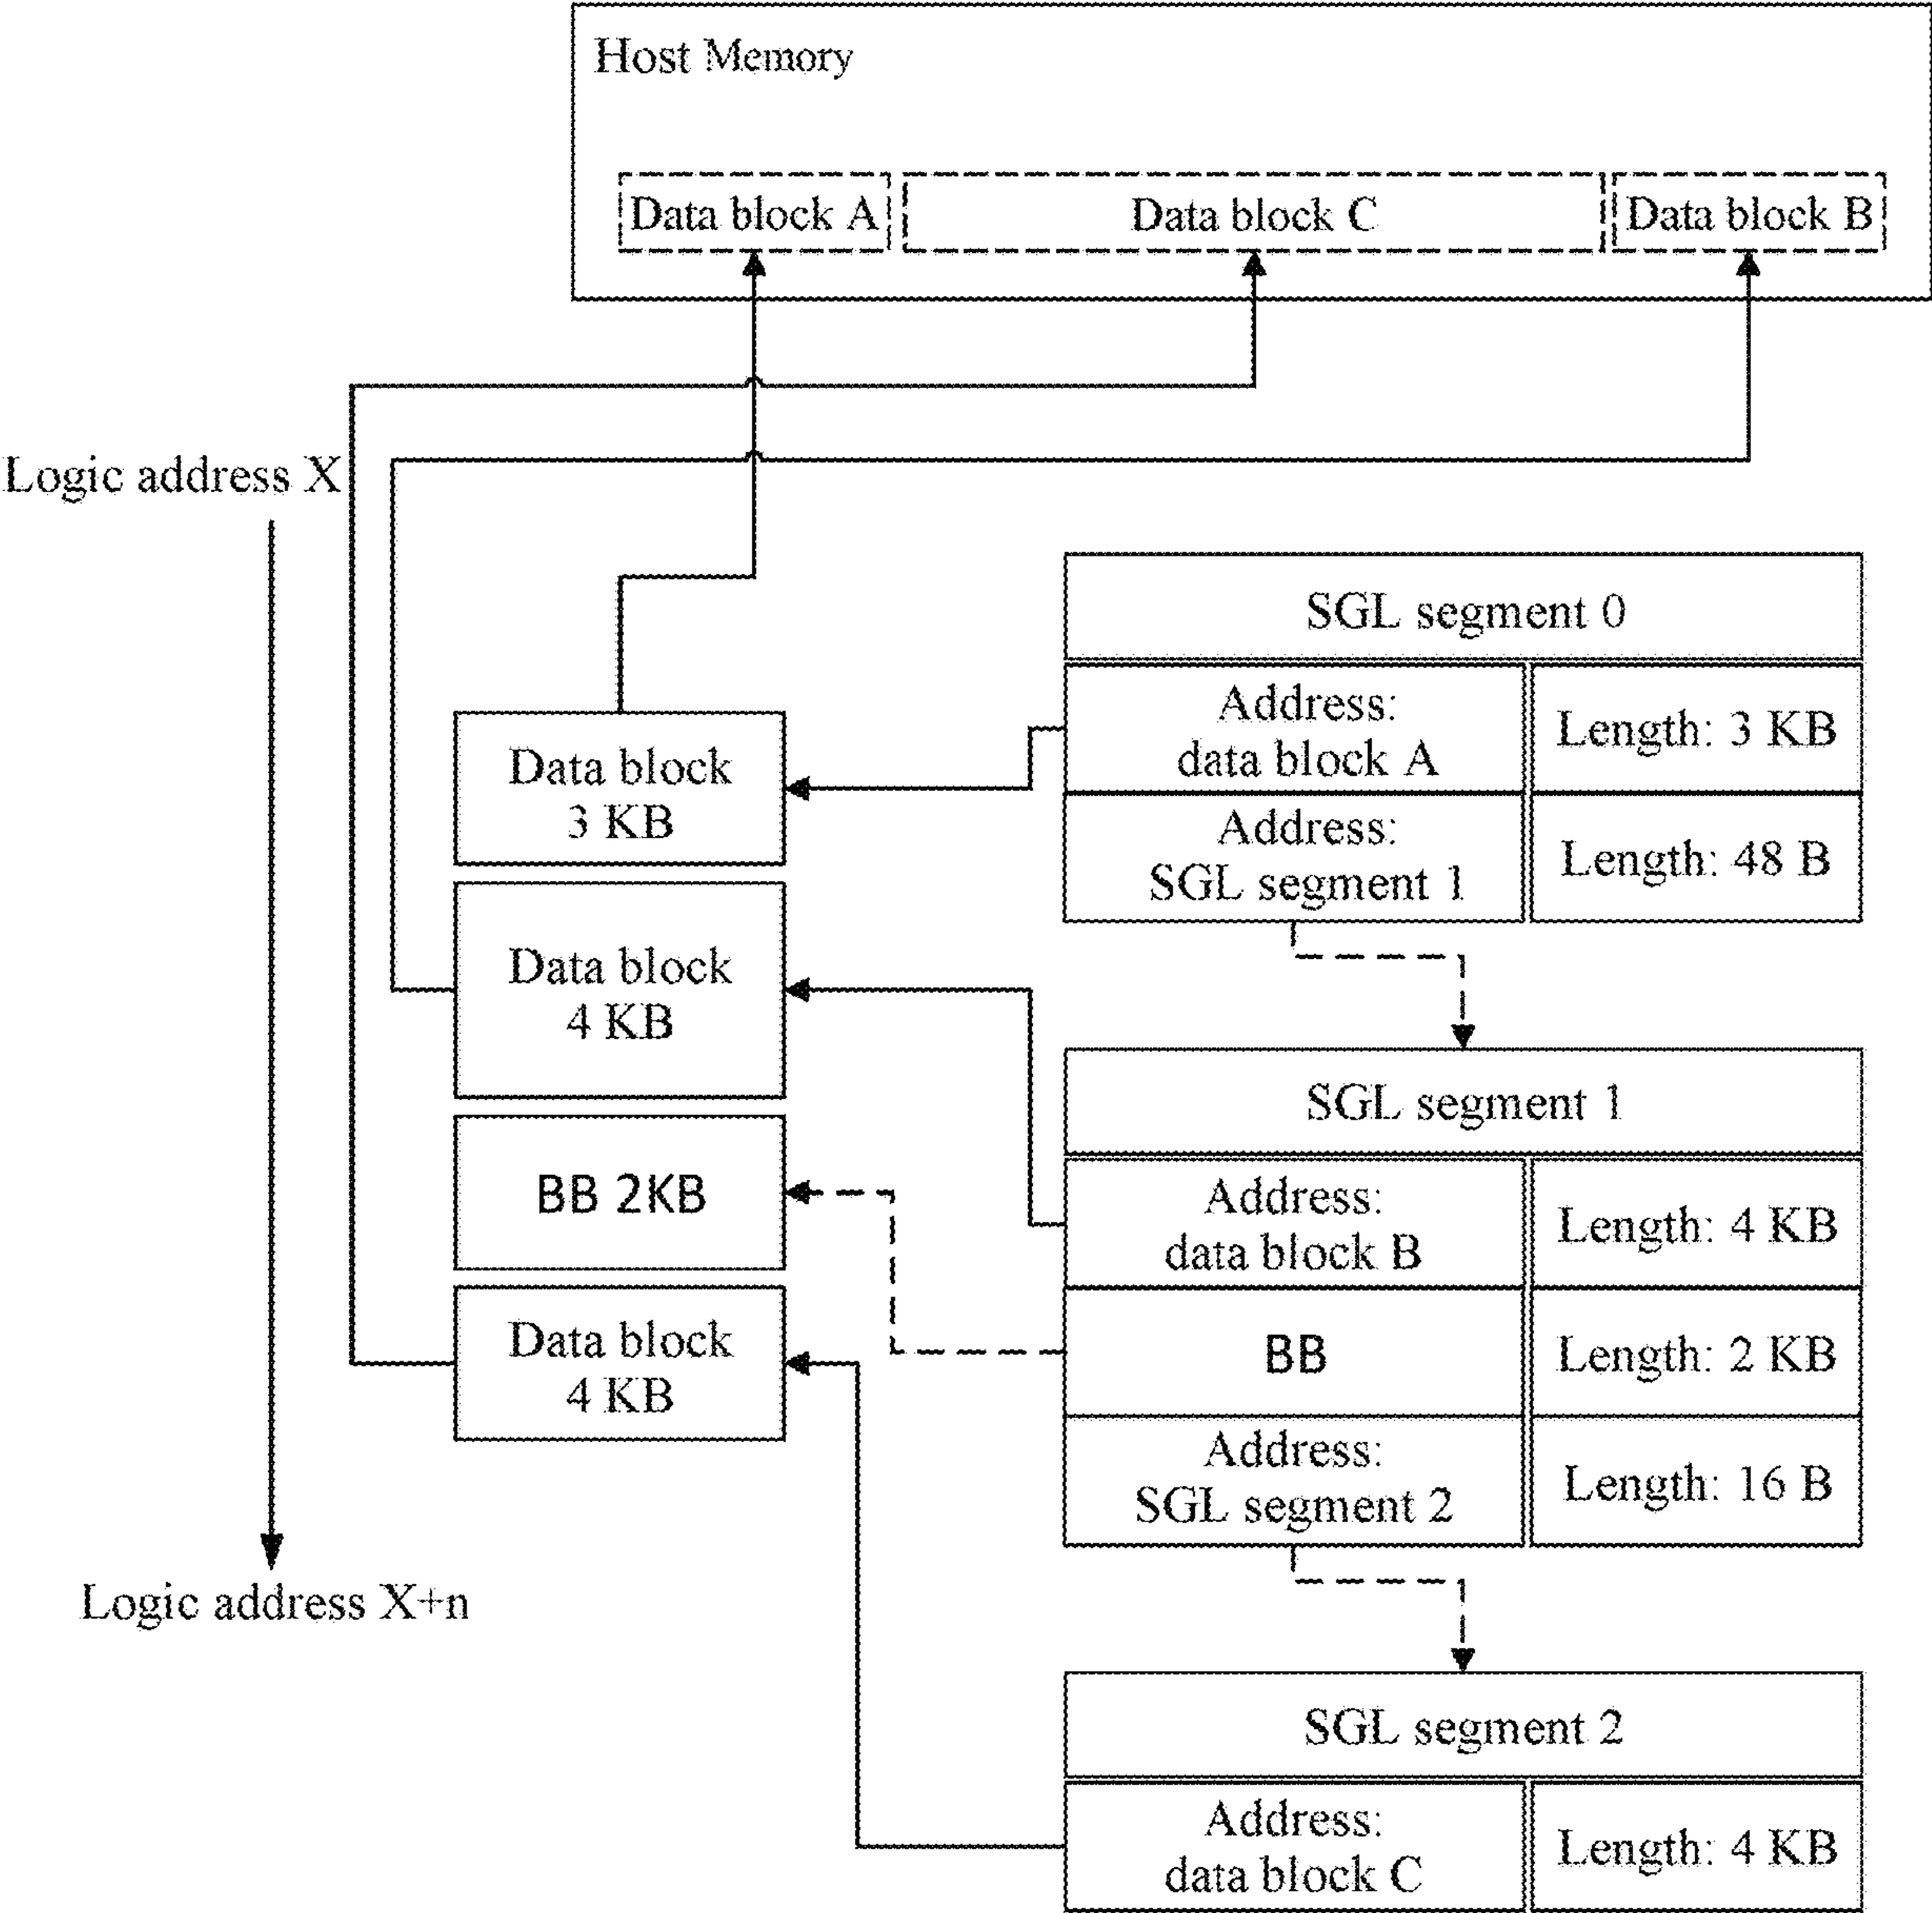 Host Memory
Data block A
Data block C
Data block B
Logic address X
Logic address X+n
Data block
3 KB
Data block
4 KB
BB 2KB
Data block
4 KB
SGL segment 0
Address:
data block A
Length: 3 KB
Address:
SGL segment 1
Length: 48 B
SGL segment 1
Address:
data block B
Length: 4 KB
BB
Length: 2 KB
Address:
SGL segment 2
Length: 16 B
SGL segment 2
Address:
data block C
Length: 4 KB